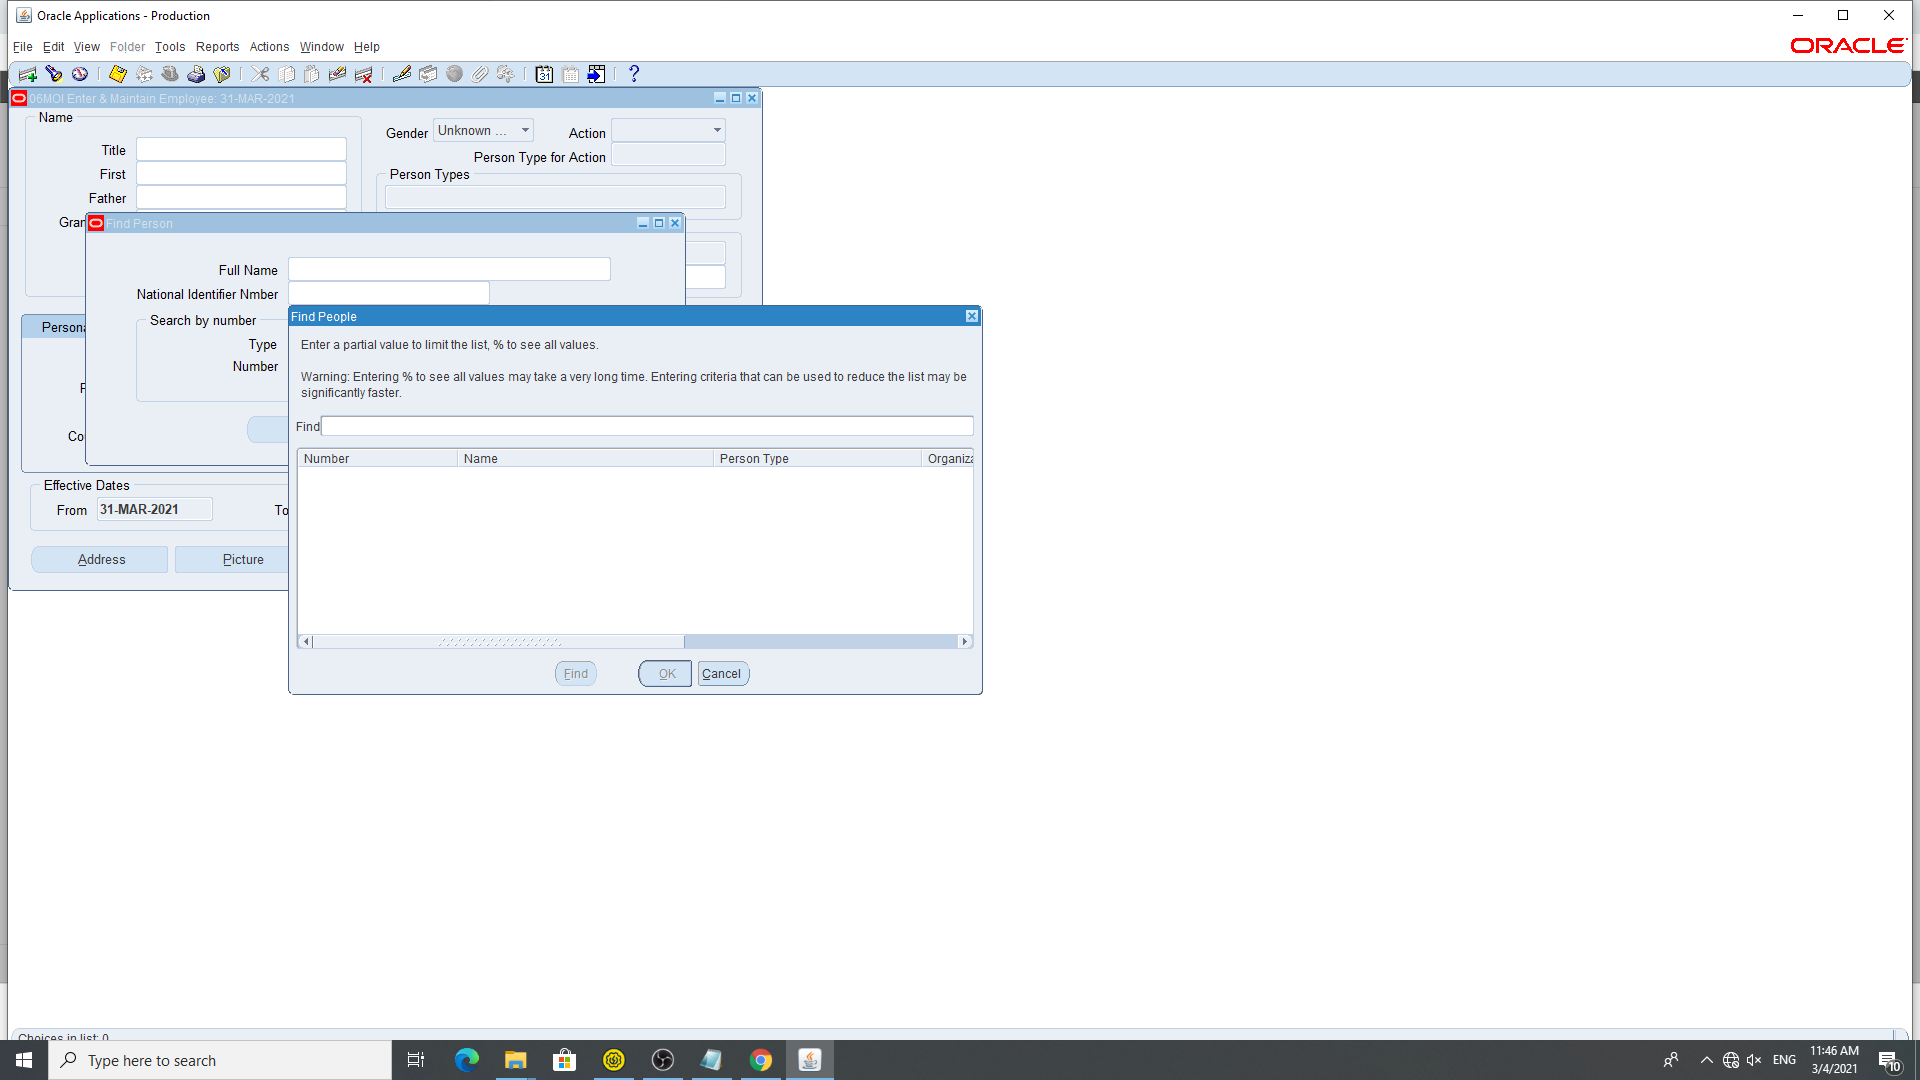 Oracle Applications - Production
File Edit View Folder Tools Reports Actions Window Help
ORACLE
06MOI Enter & Maintain Employee: 31-MAR-2021
Name
Title
First
Father
Gran
Gender Unknown ...
Action
Person Type for Action
Person Types
Find Person
Full Name
National Identifier Nmber
Search by number
Type
Number
Persona
Co
Effective Dates
From 31-MAR-2021
To
Address
Picture
Find People
Enter a partial value to limit the list, % to see all values.
Warning: Entering % to see all values may take a very long time. Entering criteria that can be used to reduce the list may be
significantly faster.
Find
Number Name Person Type Organiza
Find OK Cancel
Choices in list: 0
Type here to search
ENG
11:46 AM
3/4/2021
10